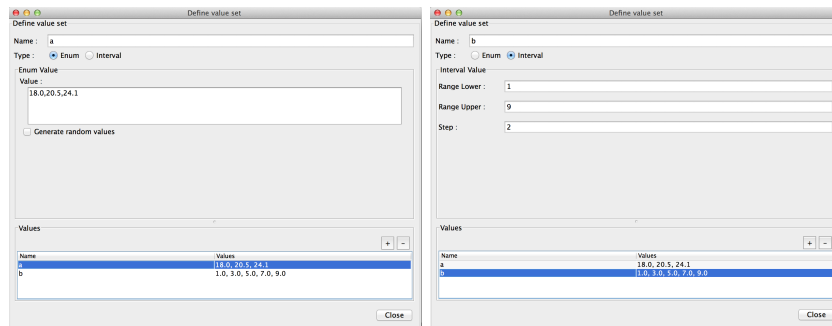 Define value set
Define value set
Name : a
Type : Enum Interval
Enum Value
Value :
18.0,20.5,24.1
Generate random values
Values
+ -
Name Values
a 18.0, 20.5, 24.1
b 1.0, 3.0, 5.0, 7.0, 9.0
Close
Define value set
Define value set
Name : b
Type : Enum Interval
Interval Value
Range Lower : 1
Range Upper : 9
Step : 2
Values
+ -
Name Values
a 18.0, 20.5, 24.1
b 1.0, 3.0, 5.0, 7.0, 9.0
Close